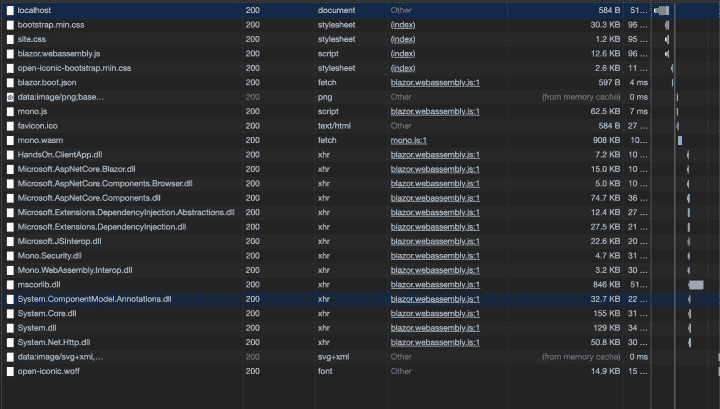 localhost 200 document Other 584 B 51...
bootstrap.min.css 200 stylesheet (index) 30.3 KB 96 ...
site.css 200 stylesheet (index) 1.2 KB 95 ...
blazor.webassembly.js 200 script (index) 12.6 KB 96 ...
open-iconic-bootstrap.min.css 200 stylesheet (index) 2.6 KB 11 ...
blazor.boot.json 200 fetch blazor.webassembly.js:1 597 B 4 ms
data:image/png;base... 200 png Other (from memory cache) 0 ms
mono.js 200 script blazor.webassembly.js:1 62.5 KB 7 ms
favicon.ico 200 text/html Other 584 B 27 ...
mono.wasm 200 fetch mono.js:1 908 KB 10...
HandsOn.ClientApp.dll 200 xhr blazor.webassembly.js:1 7.2 KB 10 ...
Microsoft.AspNetCore.Blazor.dll 200 xhr blazor.webassembly.js:1 15.0 KB 10 ...
Microsoft.AspNetCore.Components.Browser.dll 200 xhr blazor.webassembly.js:1 5.0 KB 10 ...
Microsoft.AspNetCore.Components.dll 200 xhr blazor.webassembly.js:1 74.7 KB 36 ...
Microsoft.Extensions.DependencyInjection.Abstractions.dll 200 xhr blazor.webassembly.js:1 12.4 KB 27 ...
Microsoft.Extensions.DependencyInjection.dll 200 xhr blazor.webassembly.js:1 27.5 KB 21 ...
Microsoft.JSInterop.dll 200 xhr blazor.webassembly.js:1 22.6 KB 20 ...
Mono.Security.dll 200 xhr blazor.webassembly.js:1 4.7 KB 31 ...
Mono.WebAssembly.Interop.dll 200 xhr blazor.webassembly.js:1 3.2 KB 30 ...
mscorlib.dll 200 xhr blazor.webassembly.js:1 846 KB 51...
System.ComponentModel.Annotations.dll 200 xhr blazor.webassembly.js:1 32.7 KB 22 ...
System.Core.dll 200 xhr blazor.webassembly.js:1 155 KB 31 ...
System.dll 200 xhr blazor.webassembly.js:1 129 KB 34 ...
System.Net.Http.dll 200 xhr blazor.webassembly.js:1 50.8 KB 30 ...
data:image/svg+xml,... 200 svg+xml Other (from memory cache) 0 ms
open-iconic.woff 200 font Other 14.9 KB 15 ...